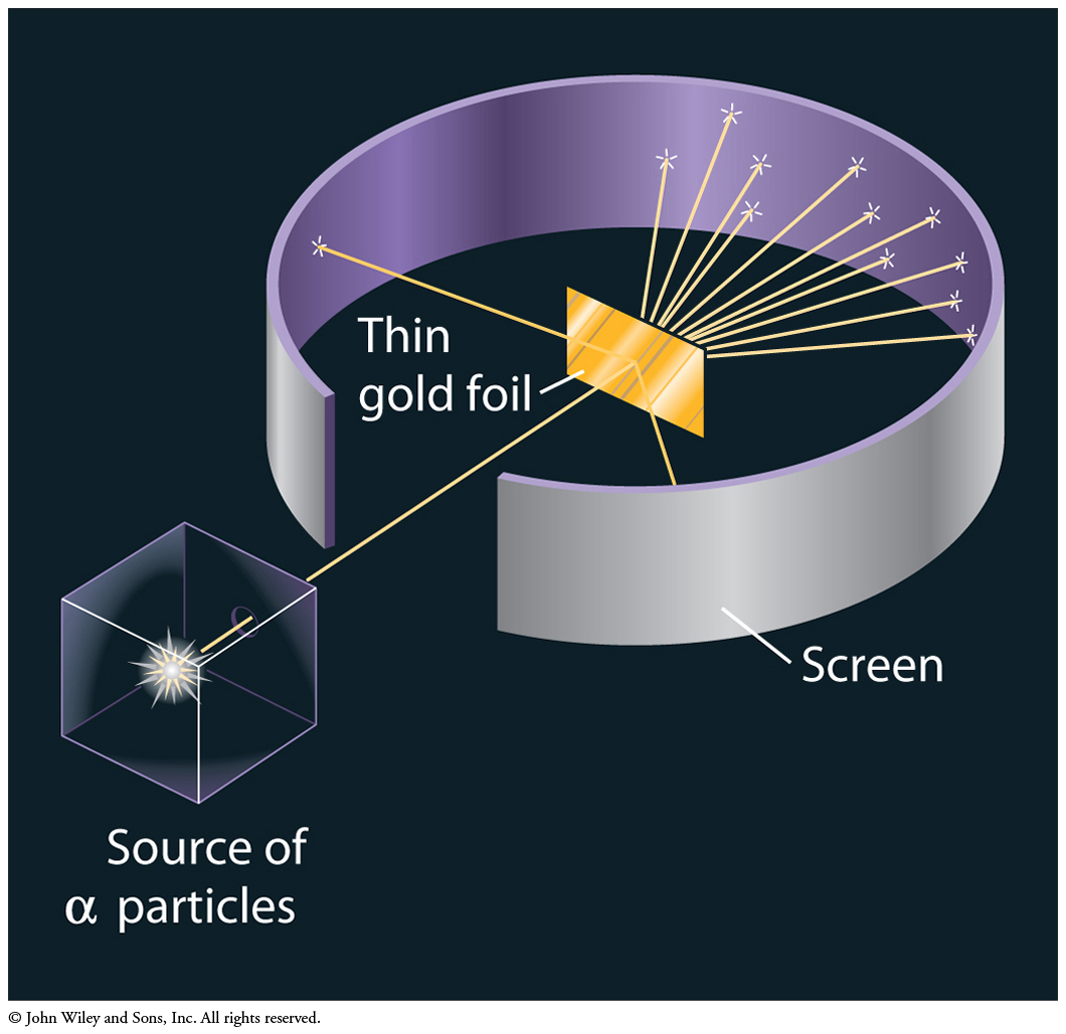 Thin
gold foil
Screen
Source of
α particles
© John Wiley and Sons, Inc. All rights reserved.